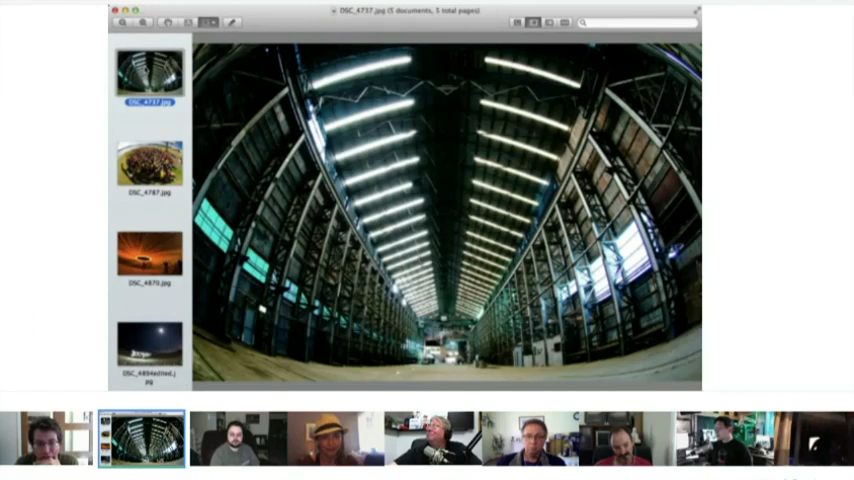 DSC_4737.jpg (5 documents, 5 total pages)
DSC_4737.jpg
DSC_4787.jpg
DSC_4870.jpg
DSC_4894edited.j
pg